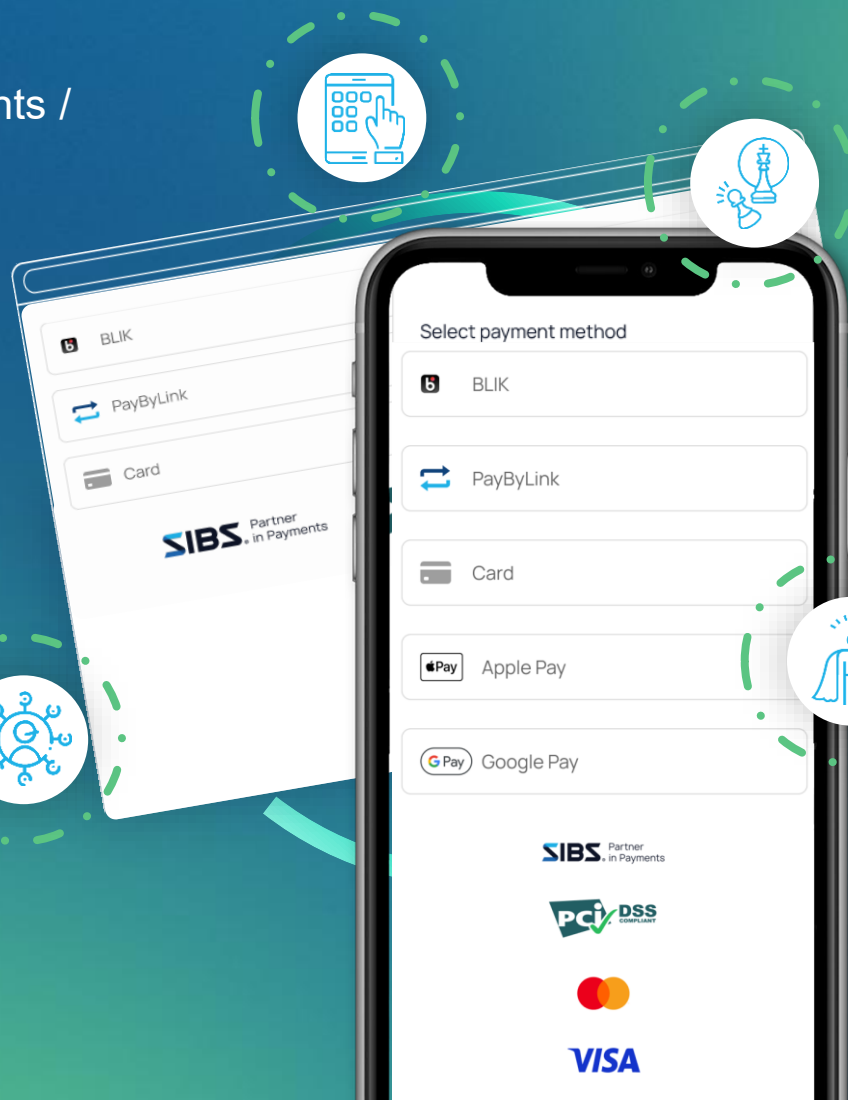 nts /
BLIK
PayByLink
Card
SIBS Partner
in Payments
Select payment method
BLIK
PayByLink
Card
Pay Apple Pay
G Pay Google Pay
SIBS Partner
in Payments
PCi DSS
COMPLIANT
VISA